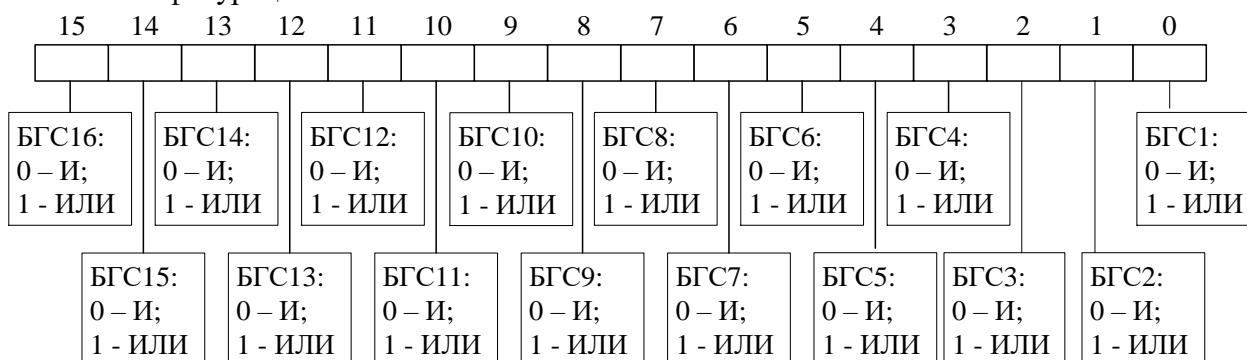 15 14 13 12 11 10 9 8 7 6 5 4 3 2 1 0
БГС16: БГС14: БГС12: БГС10: БГС8: БГС6: БГС4: БГС1:
0 – И; 0 – И; 0 – И; 0 – И; 0 – И; 0 – И; 0 – И; 0 – И;
1 - ИЛИ 1 - ИЛИ 1 - ИЛИ 1 - ИЛИ 1 - ИЛИ 1 - ИЛИ 1 - ИЛИ 1 - ИЛИ
БГС15: БГС13: БГС11: БГС9: БГС7: БГС5: БГС3: БГС2:
0 – И; 0 – И; 0 – И; 0 – И; 0 – И; 0 – И; 0 – И; 0 – И;
1 - ИЛИ 1 - ИЛИ 1 - ИЛИ 1 - ИЛИ 1 - ИЛИ 1 - ИЛИ 1 - ИЛИ 1 - ИЛИ